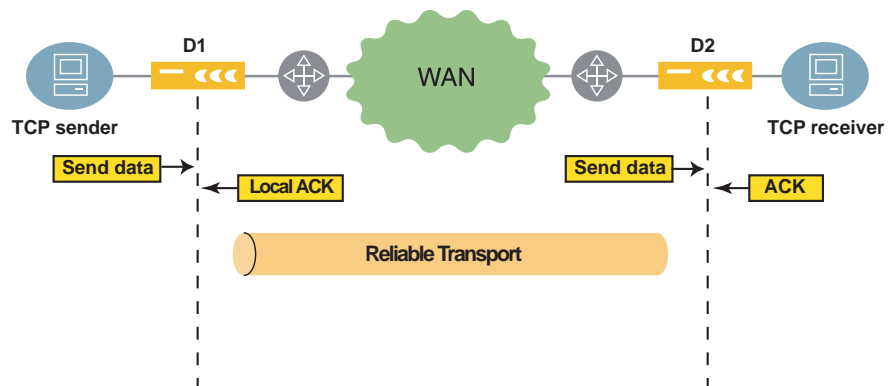 D1
D2
WAN
TCP sender
TCP receiver
Send data
Send data
Local ACK
ACK
Reliable Transport